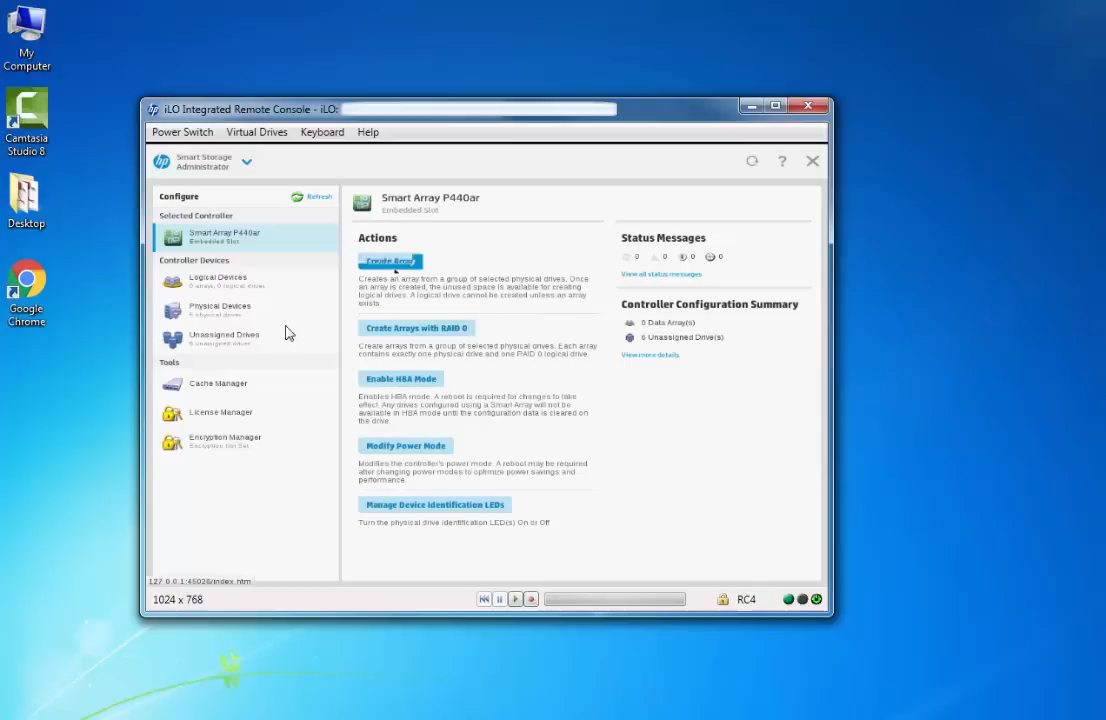 My
Computer
Camtasia
Studio 8
Desktop
Google
Chrome
iLO Integrated Remote Console - iLO:
Power Switch Virtual Drives Keyboard Help
hp Smart Storage
Administrator
?
Configure Refresh
Selected Controller
Smart Array P440ar
Embedded Slot
Controller Devices
Logical Devices
0 arrays, 0 logical drives
Physical Devices
6 physical drives
Unassigned Drives
6 unassigned drives
Tools
Cache Manager
License Manager
Encryption Manager
Encryption Not Set
Smart Array P440ar
Embedded Slot
Actions
Create Array
Creates an array from a group of selected physical drives. Once
an array is created, the unused space is available for creating
logical drives. A logical drive cannot be created unless an array
exists.
Create Arrays with RAID 0
Create arrays from a group of selected physical drives. Each array
contains exactly one physical drive and one RAID 0 logical drive.
Enable HBA Mode
Enables HBA mode. A reboot is required for changes to take
effect. Any drives configured using a Smart Array will not be
available in HBA mode until the configuration data is cleared on
the drive.
Modify Power Mode
Modifies the controller's power mode. A reboot may be required
after changing power modes to optimize power savings and
performance.
Manage Device Identification LEDs
Turn the physical drive identification LED(s) On or Off
Status Messages
0 0 0 0
View all status messages
Controller Configuration Summary
0 Data Array(s)
6 Unassigned Drive(s)
View more details
1024 x 768
RC4